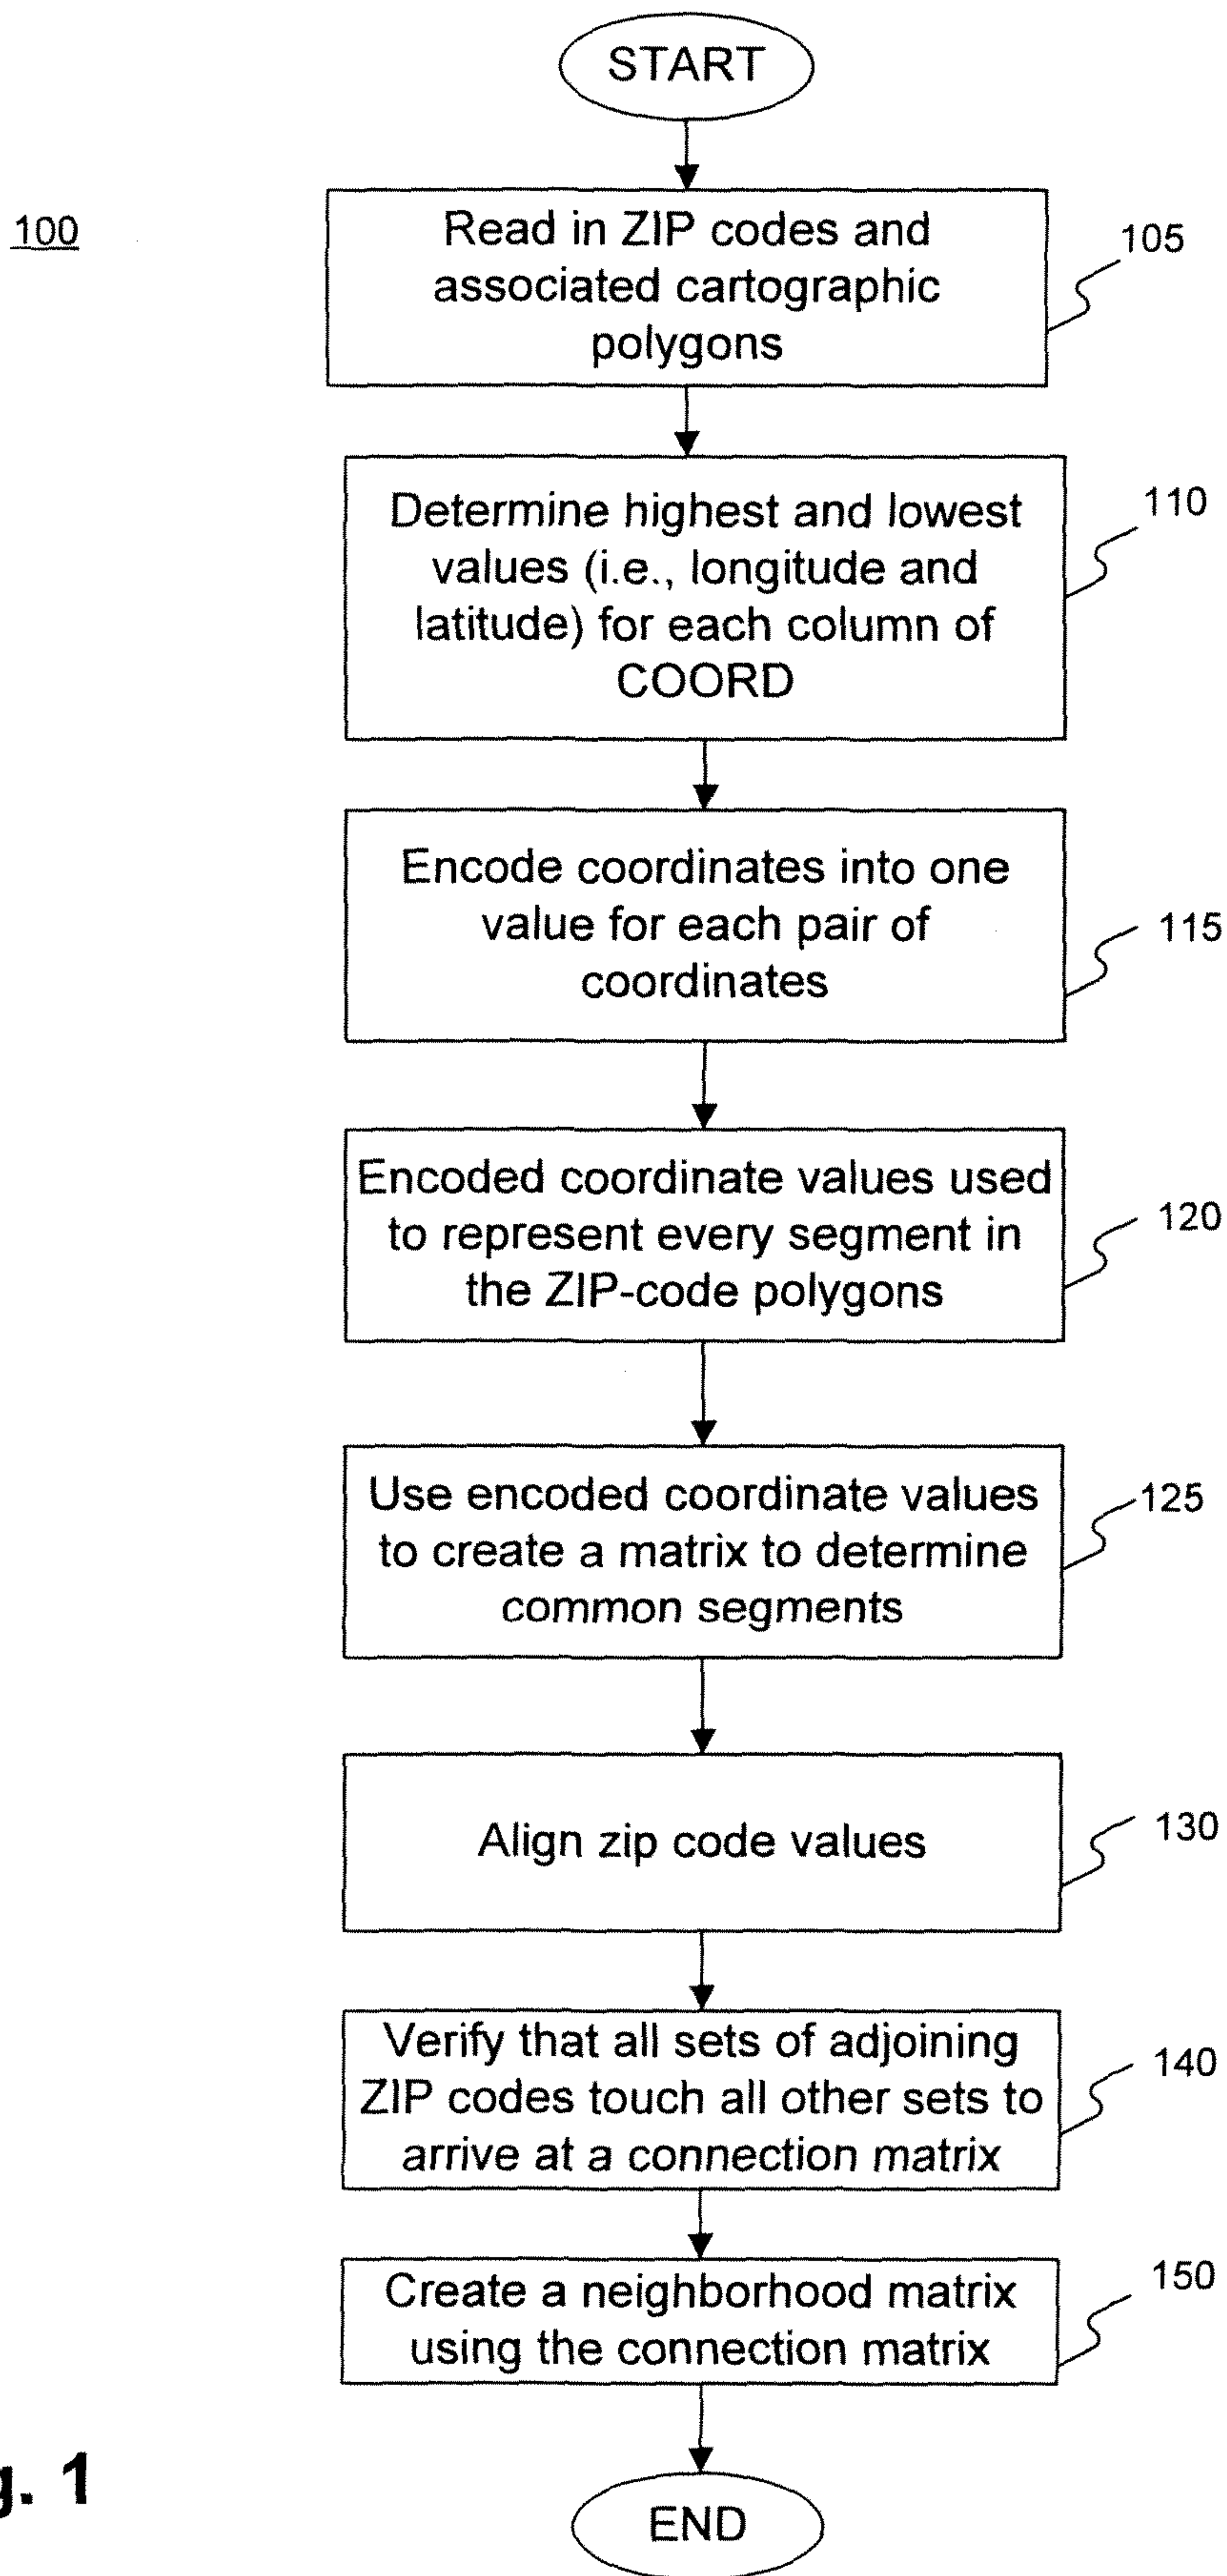 START
100
Read in ZIP codes and
associated cartographic
polygons
105
Determine highest and lowest
values (i.e., longitude and
latitude) for each column of
COORD
110
Encode coordinates into one
value for each pair of
coordinates
115
Encoded coordinate values used
to represent every segment in
the ZIP-code polygons
120
Use encoded coordinate values
to create a matrix to determine
common segments
125
Align zip code values
130
Verify that all sets of adjoining
ZIP codes touch all other sets to
arrive at a connection matrix
140
Create a neighborhood matrix
using the connection matrix
150
g. 1
END